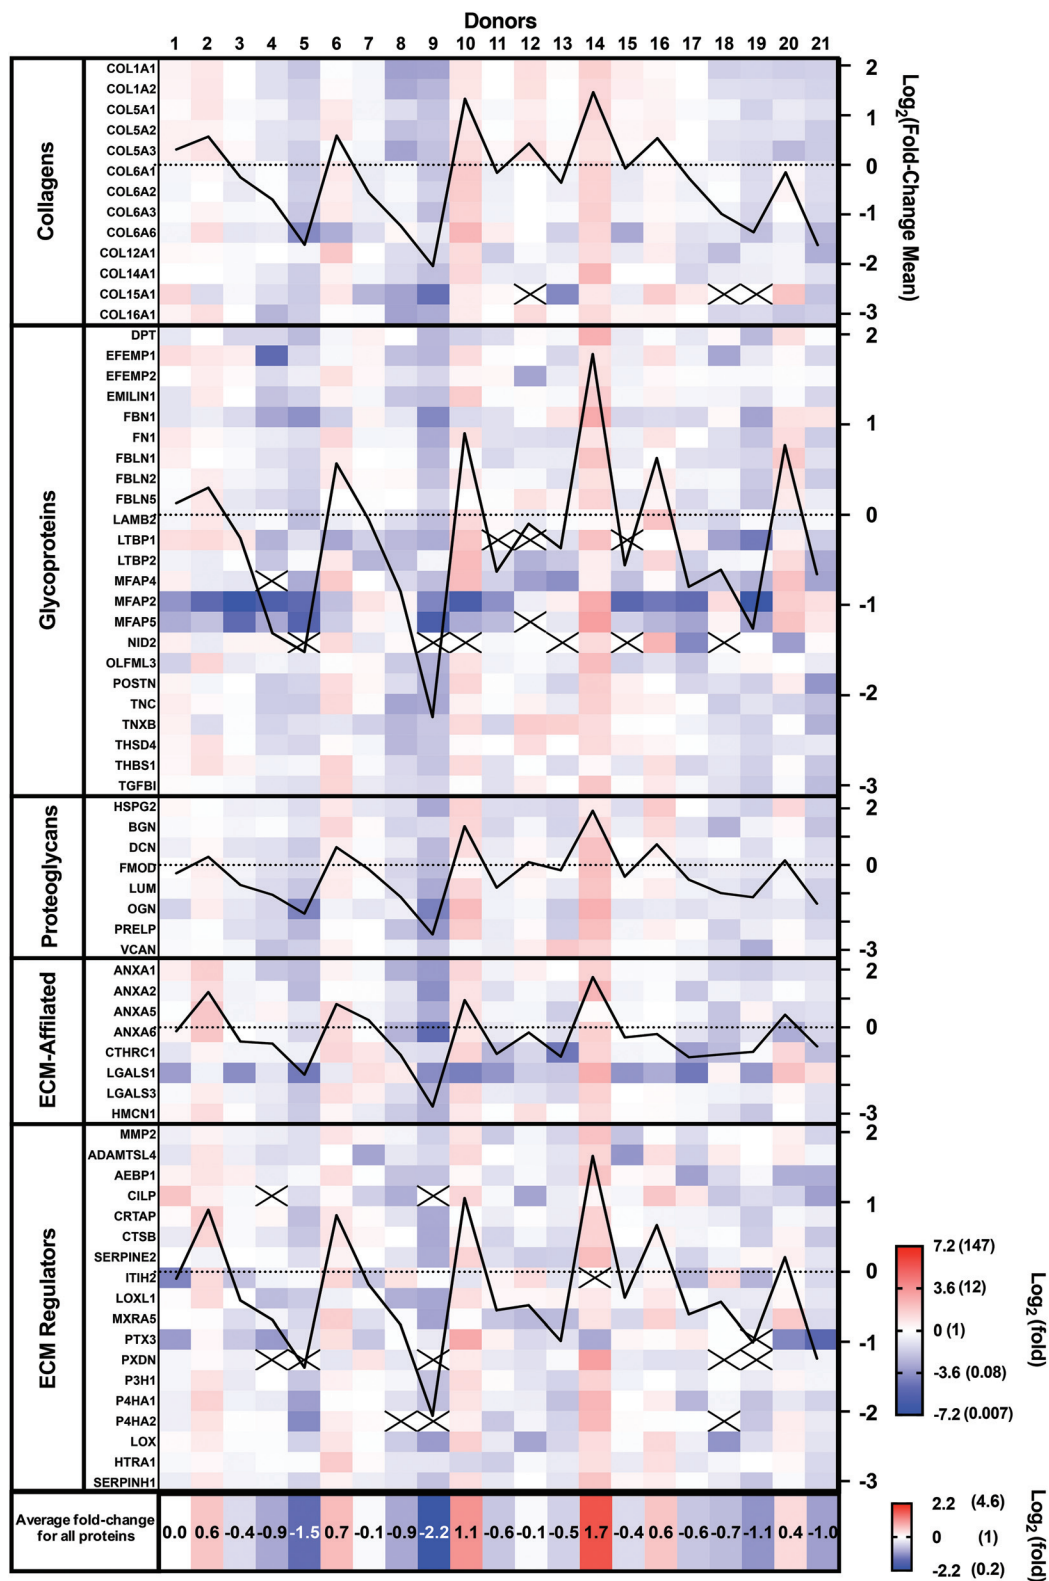 Donors
1 2 3 4 5 6 7 8 9 10 11 12 13 14 15 16 17 18 19 20 21
Collagens
COL1A1
COL1A2
COL5A1
COL5A2
COL5A3
COL6A1
COL6A2
COL6A3
COL6A6
COL12A1
COL14A1
COL15A1
COL16A1
2
1
0
-1
-2
-3
Log2(Fold-Change Mean)
Glycoproteins
DPT
EFEMP1
EFEMP2
EMILIN1
FBN1
FN1
FBLN1
FBLN2
FBLN5
LAMB2
LTBP1
LTBP2
MFAP4
MFAP2
MFAP5
NID2
OLFML3
POSTN
TNC
TNXB
THSD4
THBS1
TGFBI
2
1
0
-1
-2
-3
Proteoglycans
HSPG2
BGN
DCN
FMOD
LUM
OGN
PRELP
VCAN
2
0
-3
ECM-Affilated
ANXA1
ANXA2
ANXA5
ANXA6
CTHRC1
LGALS1
LGALS3
HMCN1
2
0
-3
ECM Regulators
MMP2
ADAMTSL4
AEBP1
CILP
CRTAP
CTSB
SERPINE2
ITIH2
LOXL1
MXRA5
PTX3
PXDN
P3H1
P4HA1
P4HA2
LOX
HTRA1
SERPINH1
2
1
0
-1
-2
-3
7.2 (147)
3.6 (12)
0 (1)
-3.6 (0.08)
-7.2 (0.007)
Log2 (fold)
Average fold-change
for all proteins
0.0 0.6 -0.4 -0.9 -1.5 0.7 -0.1 -0.9 -2.2 1.1 -0.6 -0.1 -0.5 1.7 -0.4 0.6 -0.6 -0.7 -1.1 0.4 -1.0
2.2 (4.6)
0 (1)
-2.2 (0.2)
Log2 (fold)